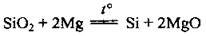 t°
SiO₂ + 2Mg ⇌ Si + 2MgO